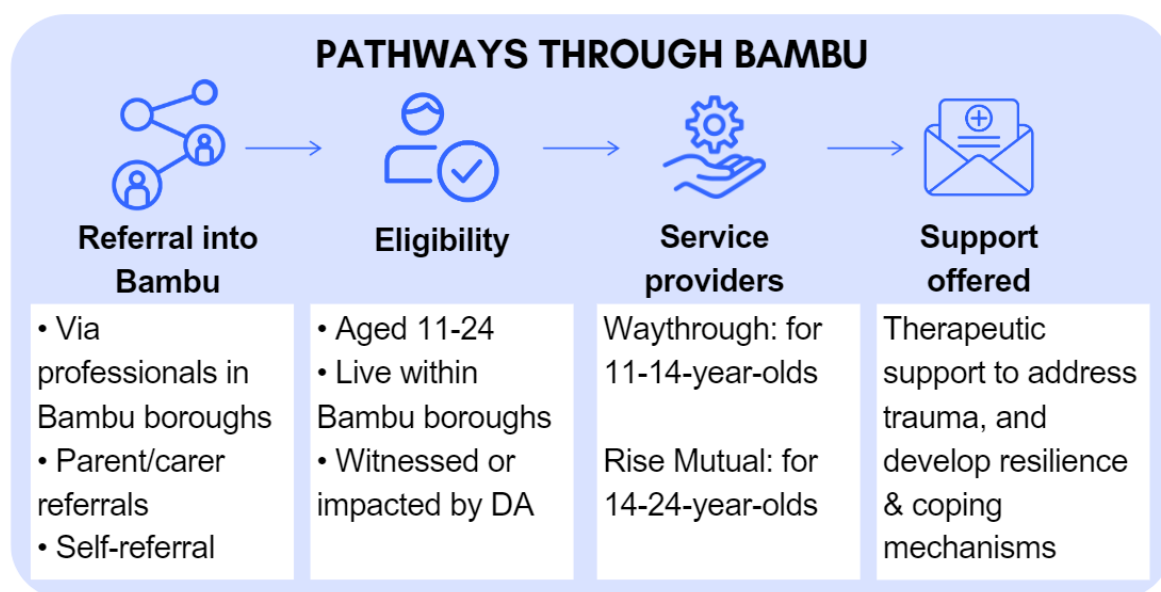 PATHWAYS THROUGH BAMBU
Referral into
Bambu
• Via
professionals in
Bambu boroughs
• Parent/carer
referrals
• Self-referral
Eligibility
• Aged 11-24
• Live within
Bambu boroughs
• Witnessed or
impacted by DA
Service
providers
Waythrough: for
11-14-year-olds
Rise Mutual: for
14-24-year-olds
Support
offered
Therapeutic
support to address
trauma, and
develop resilience
& coping
mechanisms